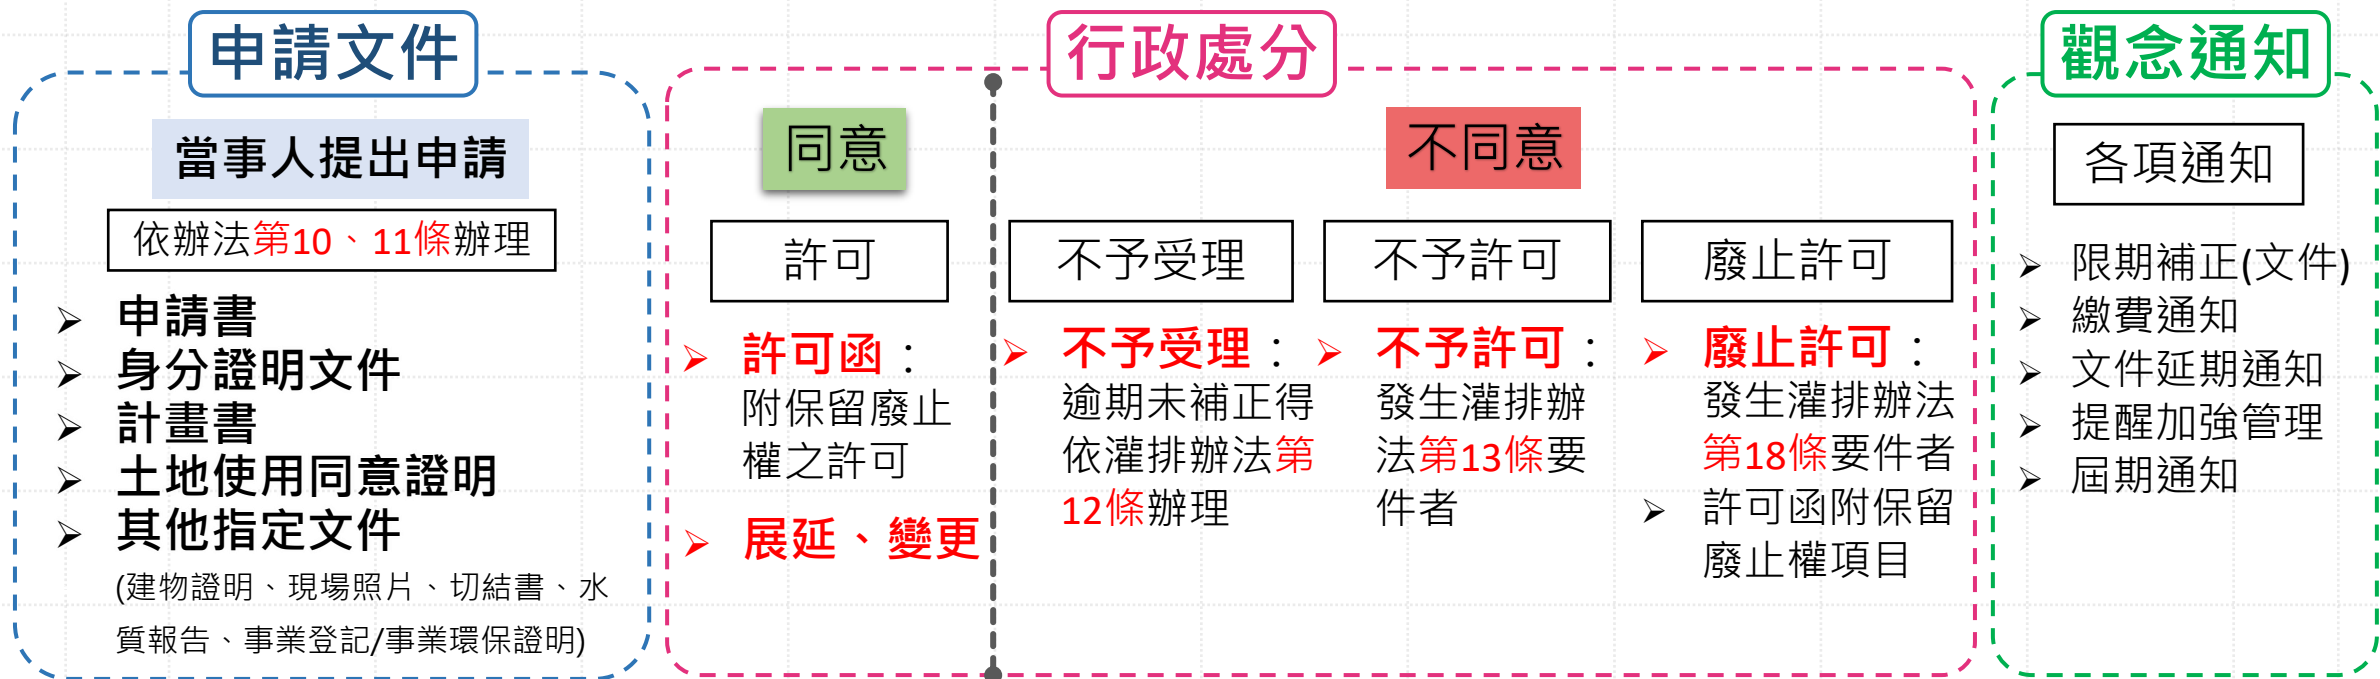 申請文件
當事人提出申請
依辦法第10、11條辦理
申請書
身分證明文件
計畫書
土地使用同意證明
其他指定文件
(建物證明、現場照片、切結書、水
質報告、事業登記/事業環保證明)
行政處分
同意
許可
許可函：
附保留廢止
權之許可
展延、變更
不同意
不予受理
不予受理：
逾期未補正得
依灌排辦法第
12條辦理
不予許可
不予許可：
發生灌排辦
法第13條要
件者
廢止許可
廢止許可：
發生灌排辦法
第18條要件者
許可函附保留
廢止權項目
觀念通知
各項通知
限期補正(文件)
繳費通知
文件延期通知
提醒加強管理
屆期通知